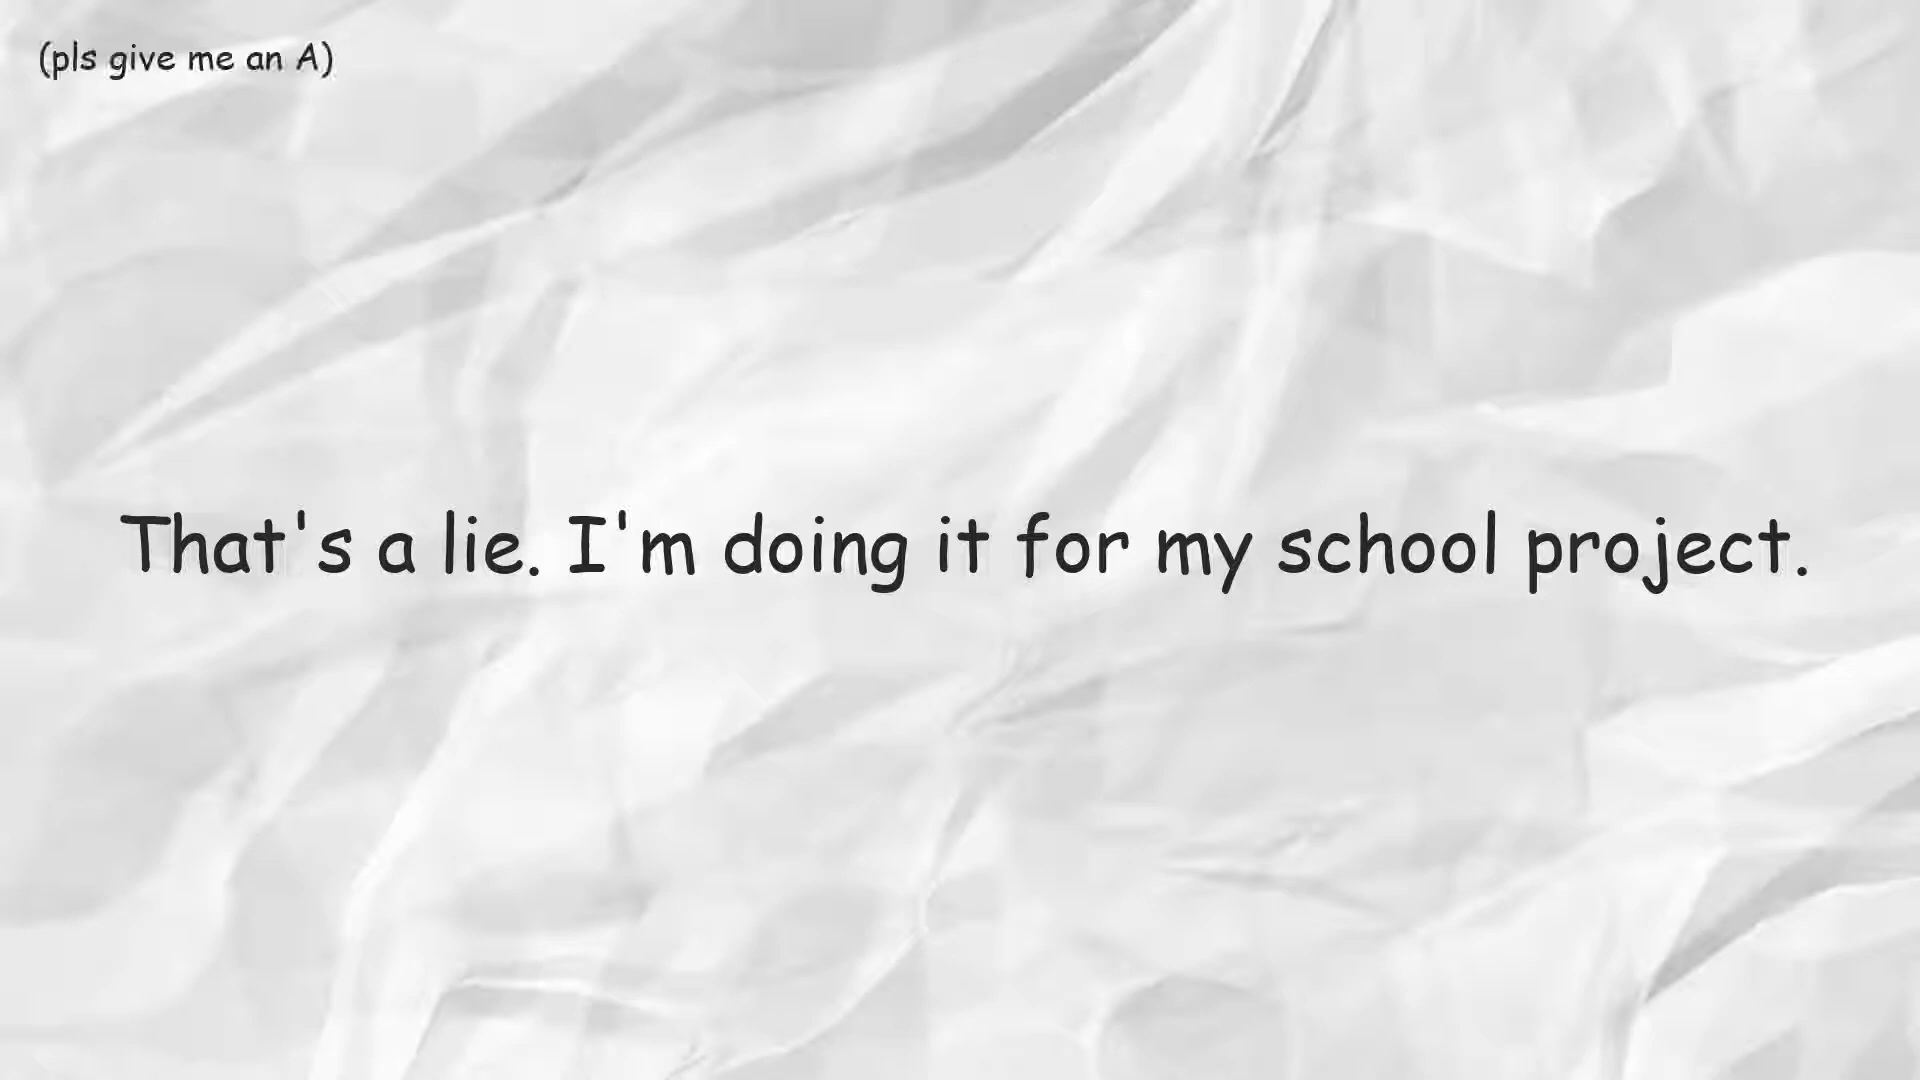 (pls give me an A)
That's a lie. I'm doing it for my school project.